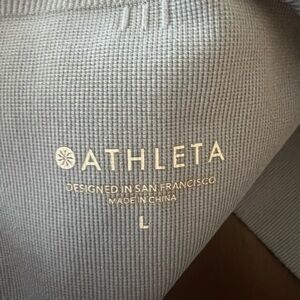 ATHLETA
DESIGNED IN SAN FRANCISCO
MADE IN CHINA
L